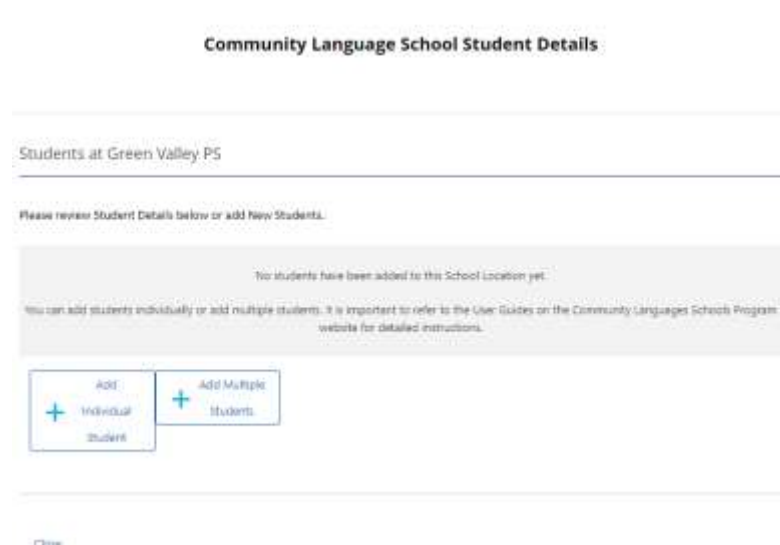 Community Language School Student Details
Students at Green Valley PS
Please review Student Details below or add New Students.
No students have been added to this School Location yet.
You can add students individually or add multiple students. It is important to refer to the User Guides on the Community Languages Schools Program
website for detailed instructions.
Add
Individual
Student
Add Multiple
Students
Close